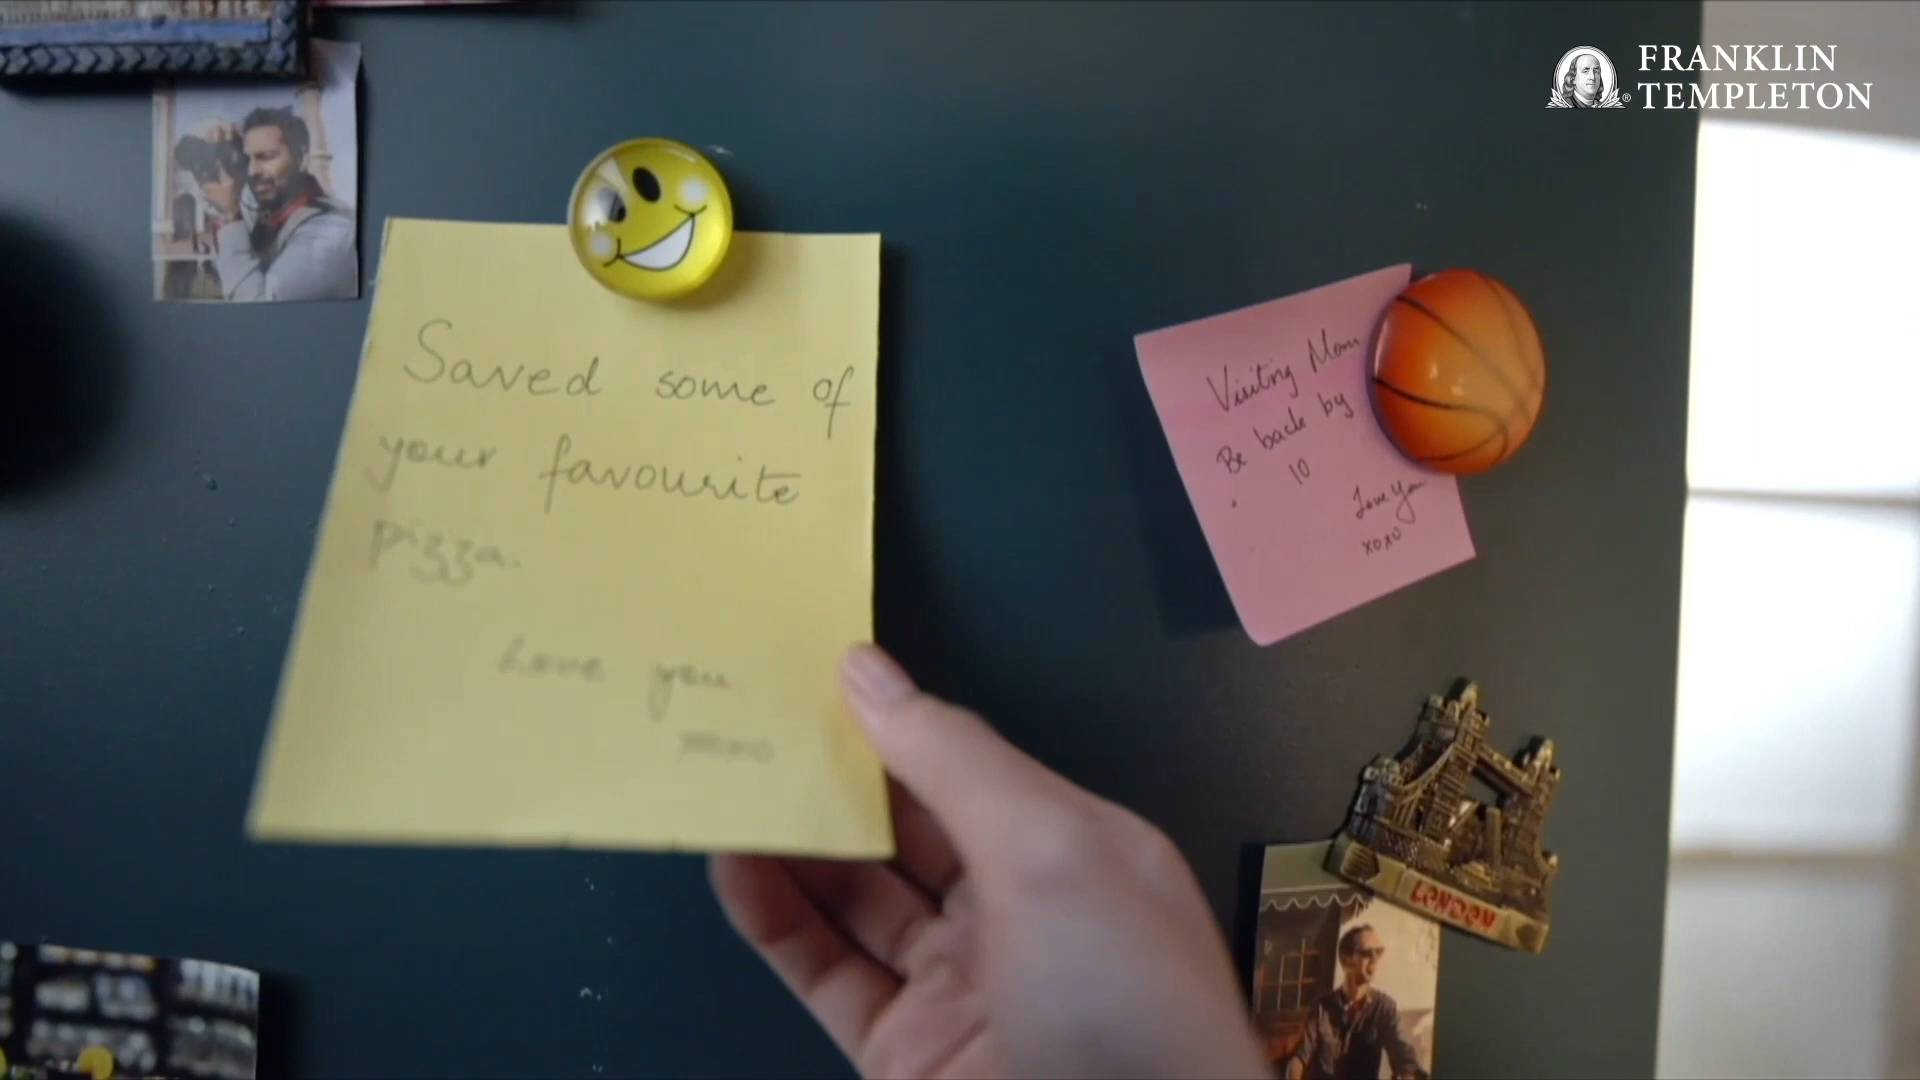 FRANKLIN
TEMPLETON
Saved some of
your favourite
pizza.
Love you
xoxo
Visiting Mom
Be back by
10
Love you
xoxo
LONDON